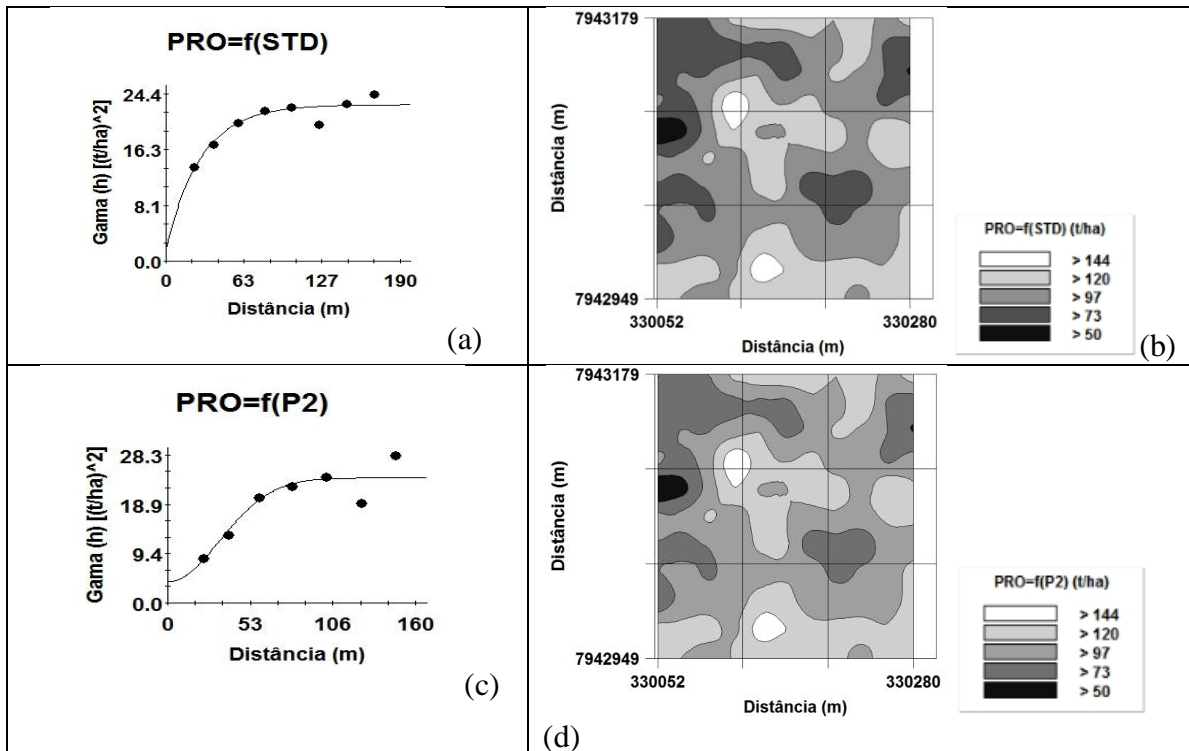 PRO=f(STD)
Gama (h) [(t/ha)^2]
24.4
16.3
8.1
0.0
0 63 127 190
Distância (m)
(a)
7943179
Distância (m)
7942949
330052 330280
Distância (m)
PRO=f(STD) (t/ha)
> 144
> 120
> 97
> 73
> 50
(b)
PRO=f(P2)
Gama (h) [(t/ha)^2]
28.3
18.9
9.4
0.0
0 53 106 160
Distância (m)
(c)
7943179
Distância (m)
7942949
330052 330280
Distância (m)
PRO=f(P2) (t/ha)
> 144
> 120
> 97
> 73
> 50
(d)